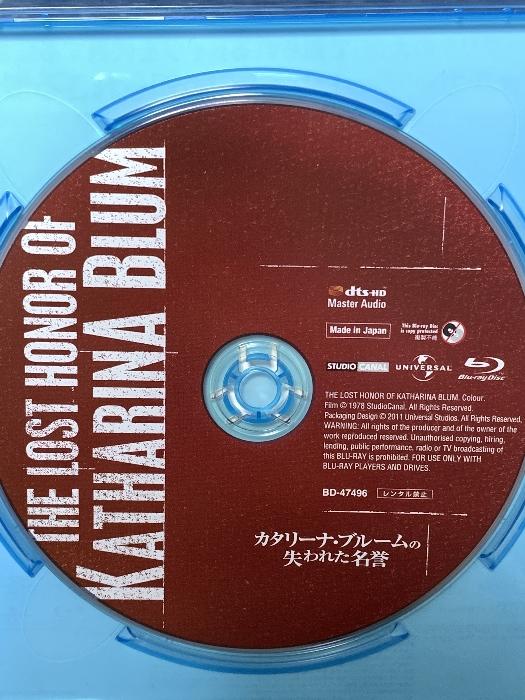 THE LOST HONOR OF
KATHARINA BLUM
dts-HD
Master Audio
Made in Japan
This Blu-ray Disc
is copy protected
複製不能
STUDIOCANAL
UNIVERSAL
Blu-ray Disc
THE LOST HONOR OF KATHARINA BLUM. Colour.
Film © 1978 StudioCanal. All Rights Reserved.
Packaging Design © 2011 Universal Studios. All Rights Reserved.
WARNING: All rights of the producer and of the owner of the
work reproduced reserved. Unauthorised copying, hiring,
lending, public performance, radio or TV broadcasting of
this BLU-RAY is prohibited. FOR USE ONLY WITH
BLU-RAY PLAYERS AND DRIVES.
BD-47496 レンタル禁止
カタリーナ・ブルームの
失われた名誉